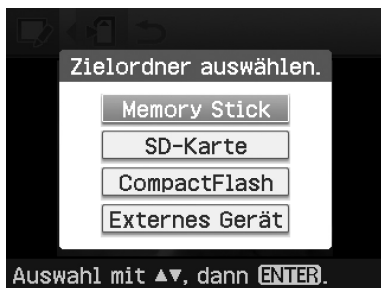 Zielordner auswählen.
Memory Stick
SD-Karte
CompactFlash
Externes Gerät
Auswahl mit ▲▼, dann ENTER.